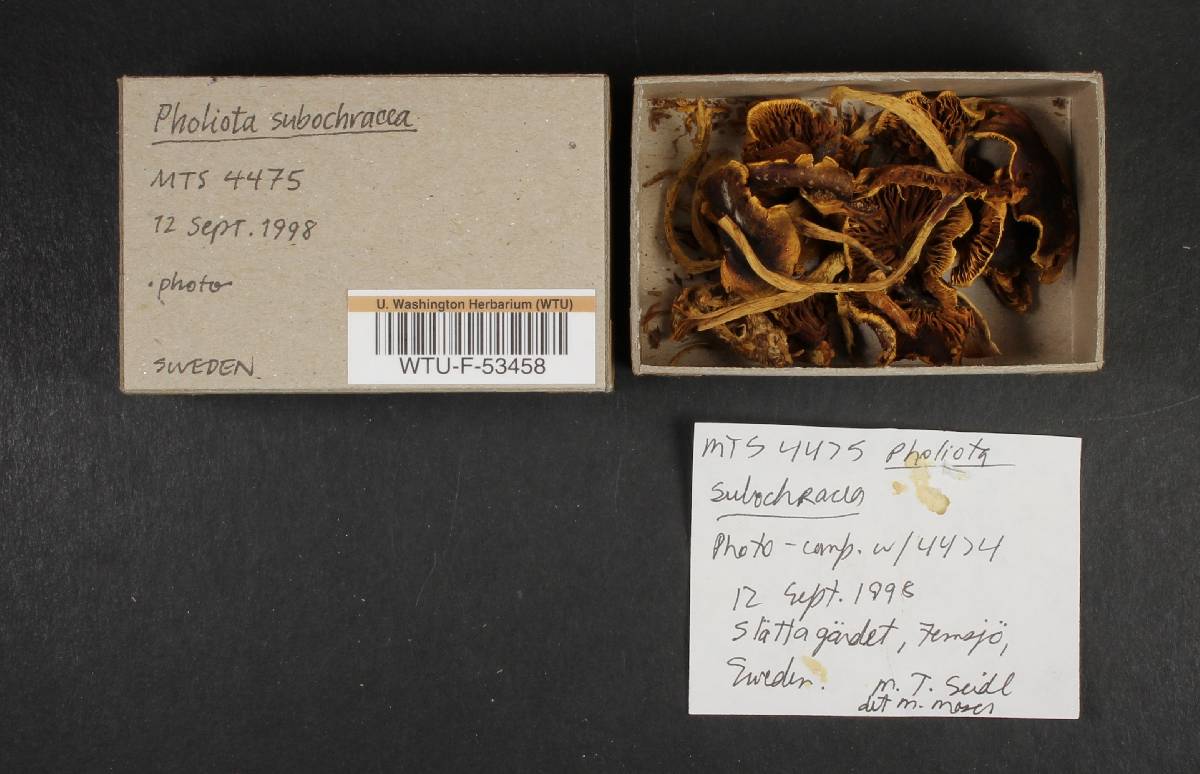 Pholiota subochracea
MTS 4475
12 Sept. 1998
· photo
SWEDEN
U. Washington Herbarium (WTU)
WTU-F-53458
MTS 4475 Pholiota
subochracea
Photo - comp. w/ 4474
12 Sept. 1998
Slättagärdet, Femsjö,
Sweden. M. T. Seidl
det M. Moser